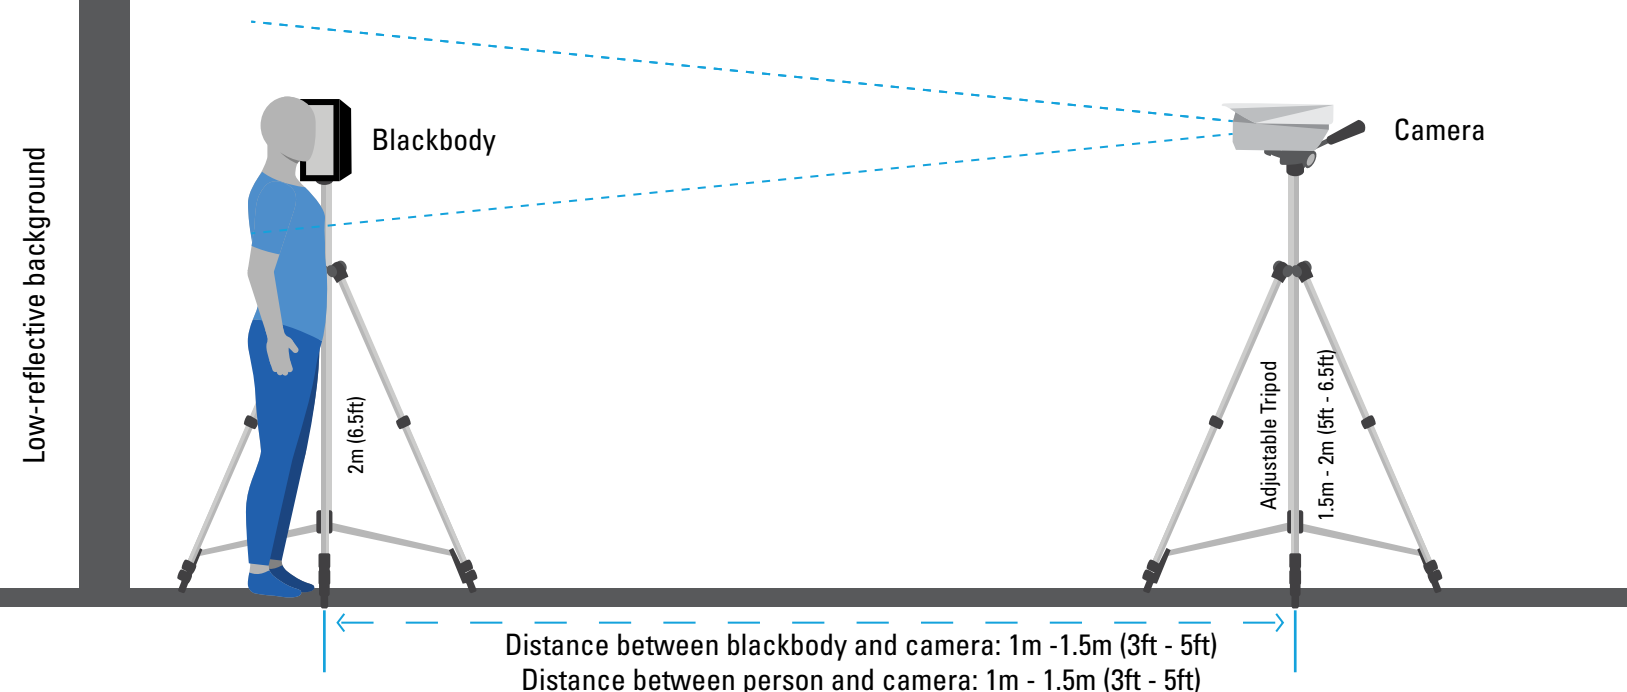 Low-reflective background
Blackbody
Camera
2m (6.5ft)
Adjustable Tripod
1.5m - 2m (5ft - 6.5ft)
Distance between blackbody and camera: 1m -1.5m (3ft - 5ft)
Distance between person and camera: 1m - 1.5m (3ft - 5ft)